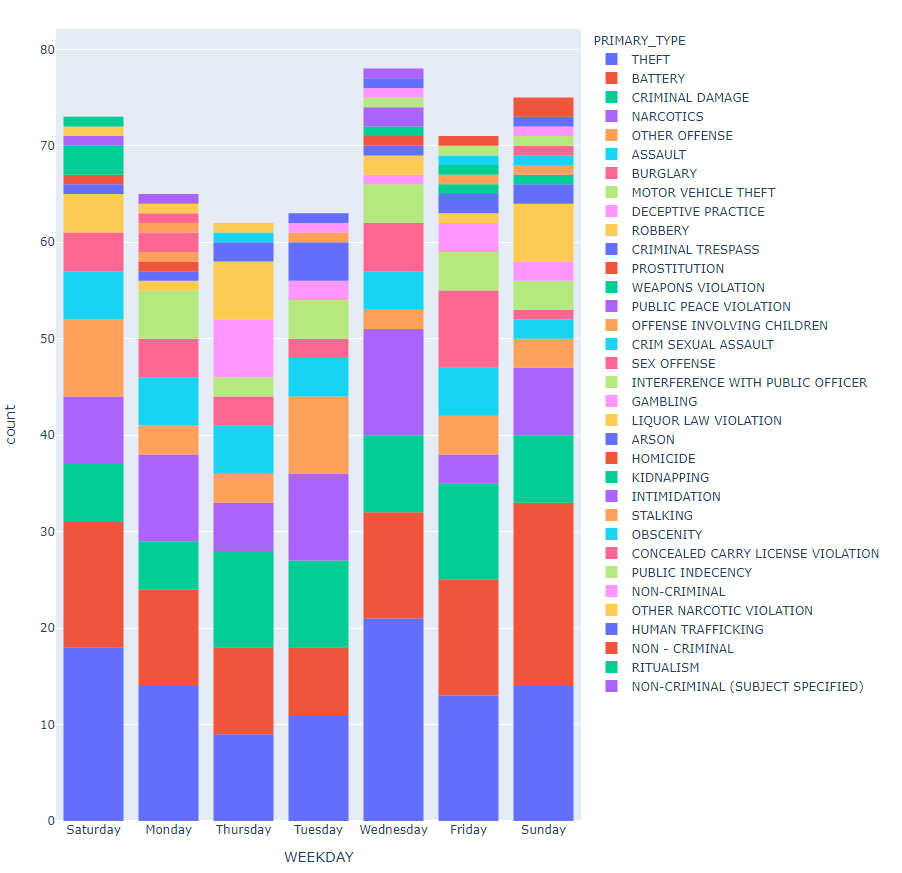 PRIMARY_TYPE
THEFT
BATTERY
CRIMINAL DAMAGE
NARCOTICS
OTHER OFFENSE
ASSAULT
BURGLARY
MOTOR VEHICLE THEFT
DECEPTIVE PRACTICE
ROBBERY
CRIMINAL TRESPASS
PROSTITUTION
WEAPONS VIOLATION
PUBLIC PEACE VIOLATION
OFFENSE INVOLVING CHILDREN
CRIM SEXUAL ASSAULT
SEX OFFENSE
INTERFERENCE WITH PUBLIC OFFICER
GAMBLING
LIQUOR LAW VIOLATION
ARSON
HOMICIDE
KIDNAPPING
INTIMIDATION
STALKING
OBSCENITY
CONCEALED CARRY LICENSE VIOLATION
PUBLIC INDECENCY
NON-CRIMINAL
OTHER NARCOTIC VIOLATION
HUMAN TRAFFICKING
NON - CRIMINAL
RITUALISM
NON-CRIMINAL (SUBJECT SPECIFIED)
80
70
60
50
40
30
20
10
0
count
Saturday Monday Thursday Tuesday Wednesday Friday Sunday
WEEKDAY